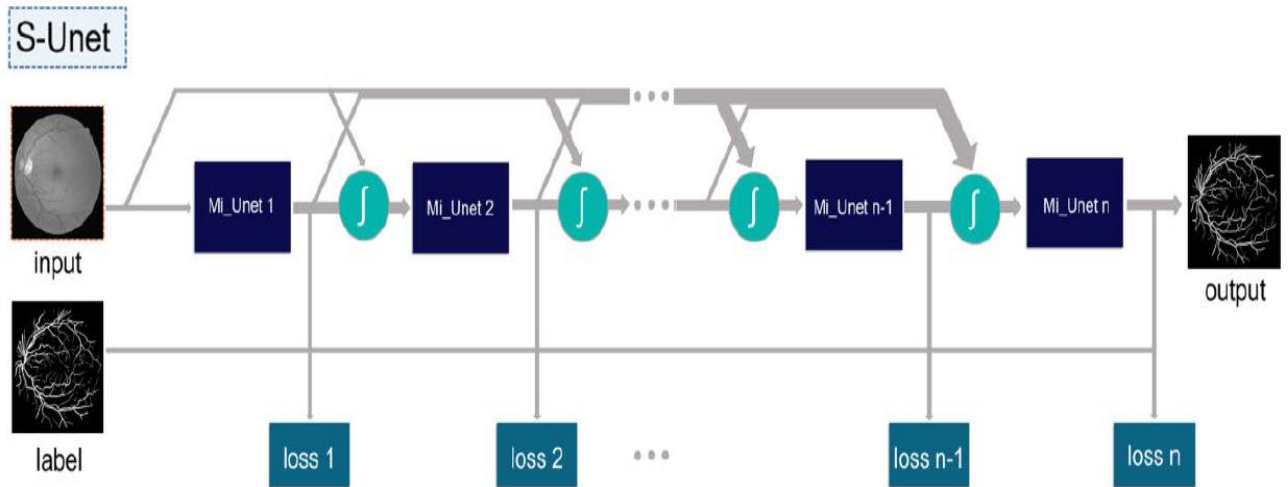 S-Unet
Mi_Unet 1
∫
Mi_Unet 2
∫
∫
Mi_Unet n-1
∫
Mi_Unet n
input
output
label
loss 1
loss 2
loss n-1
loss n